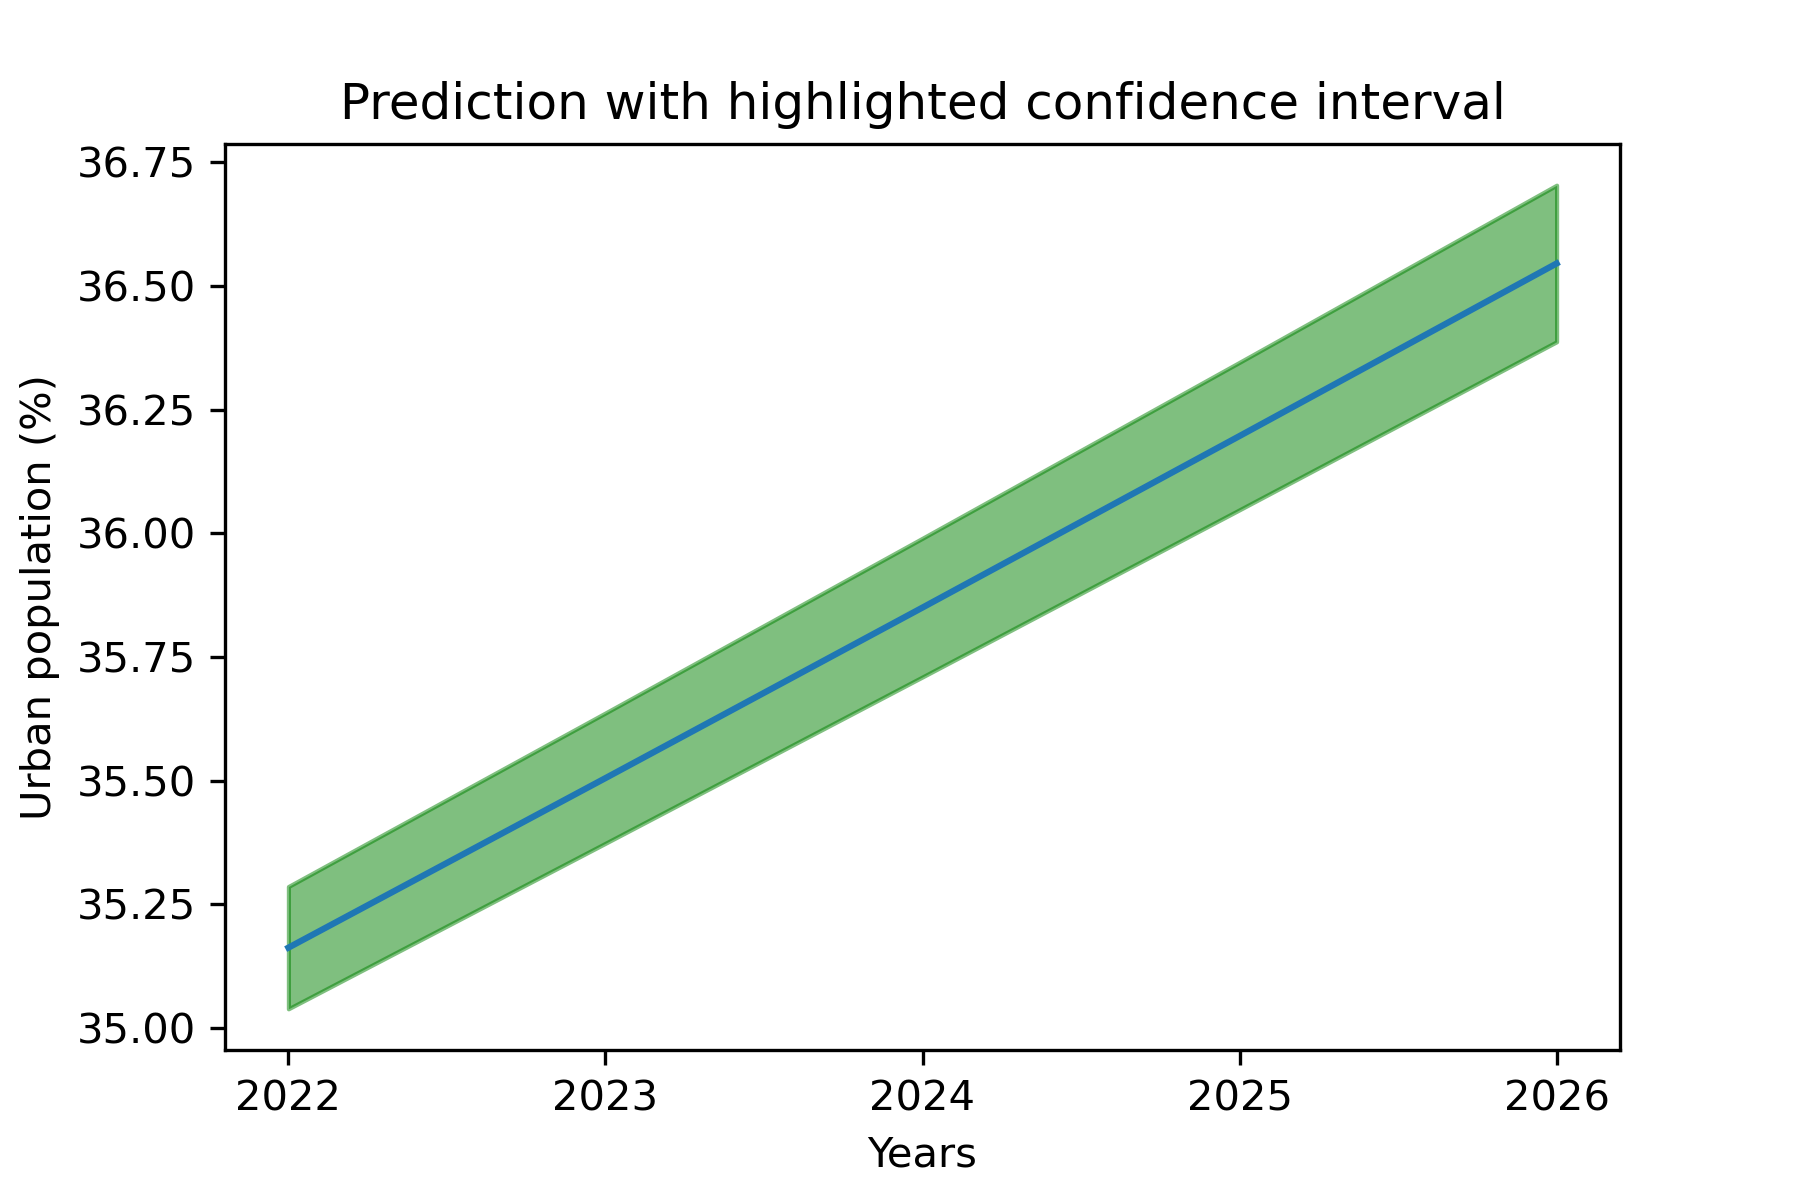 Prediction with highlighted confidence interval
36.75
36.50
36.25
36.00
35.75
35.50
35.25
35.00
Urban population (%)
2022 2023 2024 2025 2026
Years